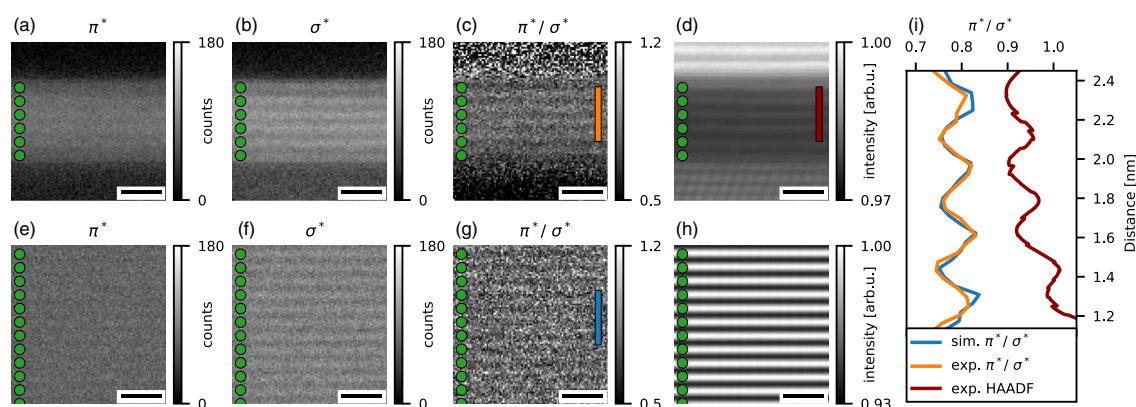 (a) π* 180 counts 0
(b) σ* 180 counts 0
(c) π*/ σ* 1.2 0.5
(d) 1.00 intensity [arb.u.] 0.97
(e) π* 180 counts 0
(f) σ* 180 counts 0
(g) π*/ σ* 1.2 0.5
(h) 1.00 intensity [arb.u.] 0.93
(i) π*/ σ*
0.7 0.8 0.9 1.0
2.4
2.2
2.0
1.8
1.6
1.4
1.2
Distance [nm]
sim. π*/ σ*
exp. π*/ σ*
exp. HAADF